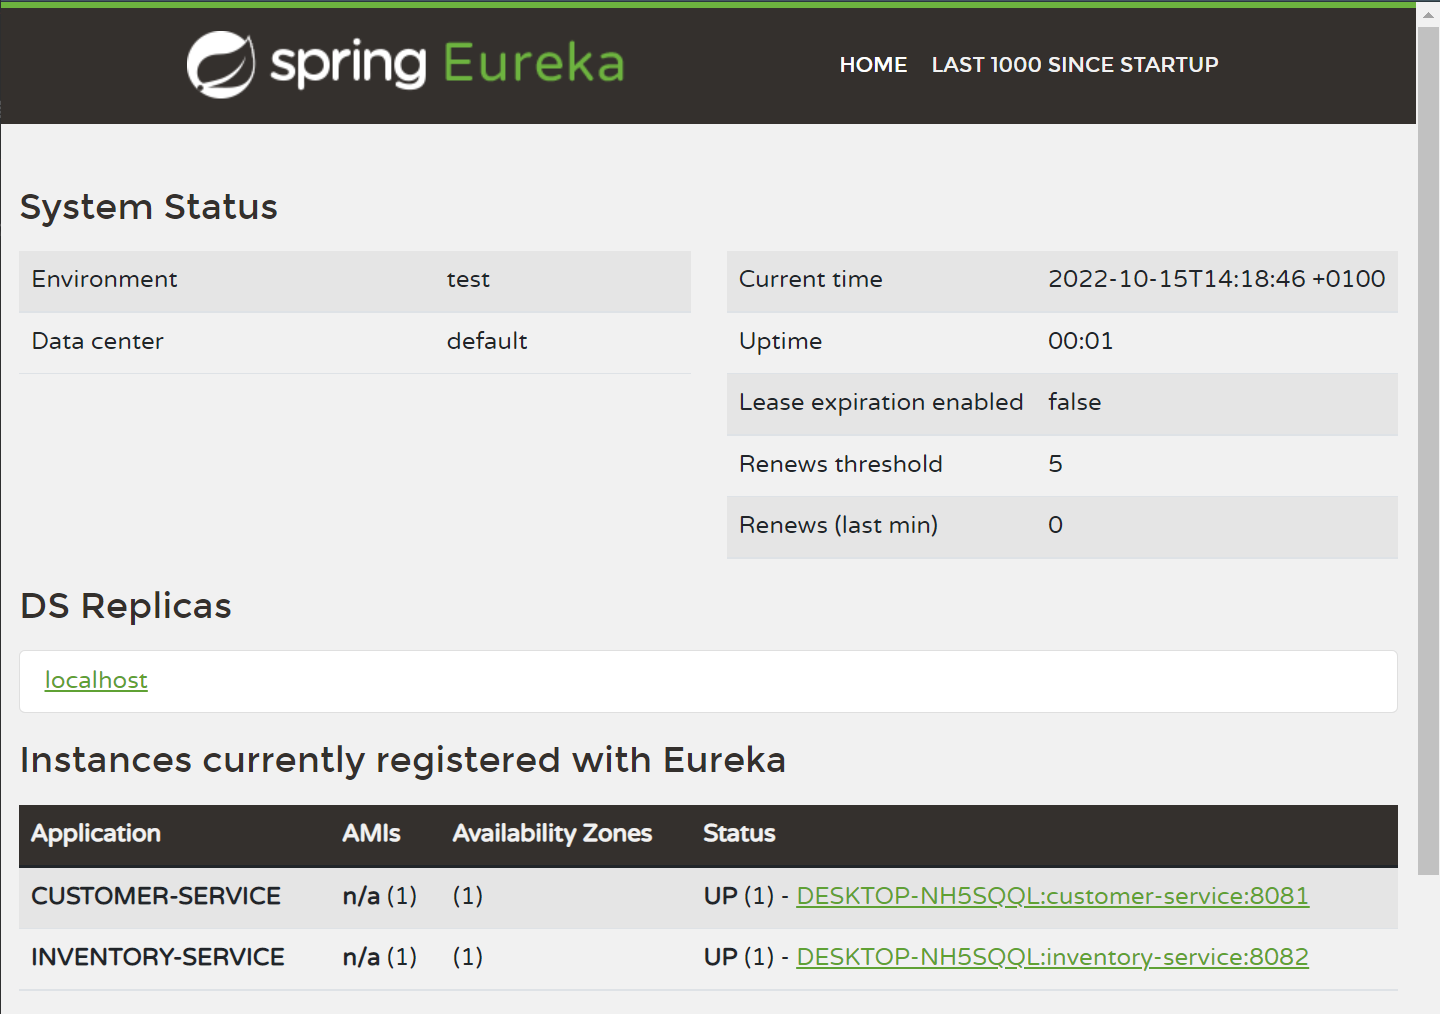 spring Eureka
HOME LAST 1000 SINCE STARTUP
System Status
Environment test
Data center default
Current time 2022-10-15T14:18:46 +0100
Uptime 00:01
Lease expiration enabled false
Renews threshold 5
Renews (last min) 0
DS Replicas
localhost
Instances currently registered with Eureka
Application AMIs Availability Zones Status
CUSTOMER-SERVICE n/a (1) (1) UP (1) - DESKTOP-NH5SQQL:customer-service:8081
INVENTORY-SERVICE n/a (1) (1) UP (1) - DESKTOP-NH5SQQL:inventory-service:8082